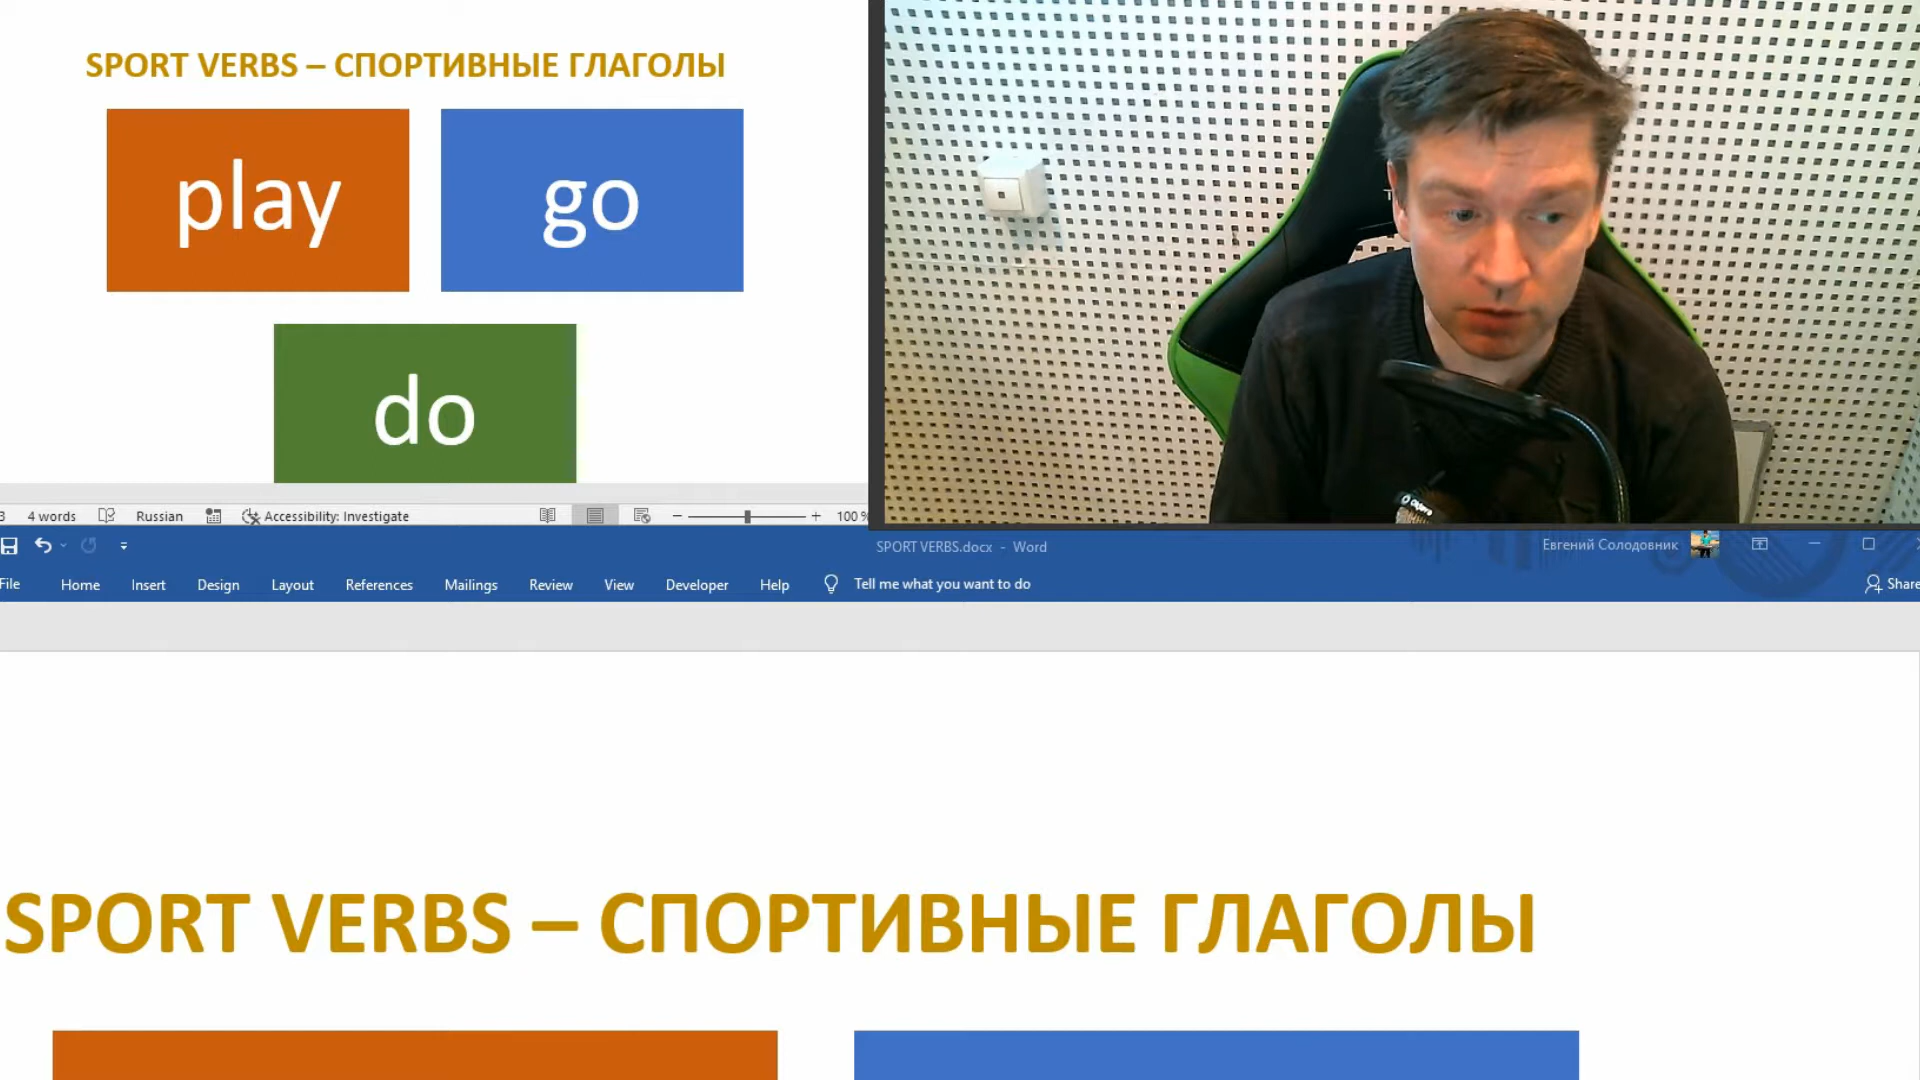 SPORT VERBS – СПОРТИВНЫЕ ГЛАГОЛЫ
play
go
do
3 4 words Russian Accessibility: Investigate 100 %
SPORT VERBS.docx - Word Евгений Солодовник
File Home Insert Design Layout References Mailings Review View Developer Help Tell me what you want to do Share
SPORT VERBS – СПОРТИВНЫЕ ГЛАГОЛЫ